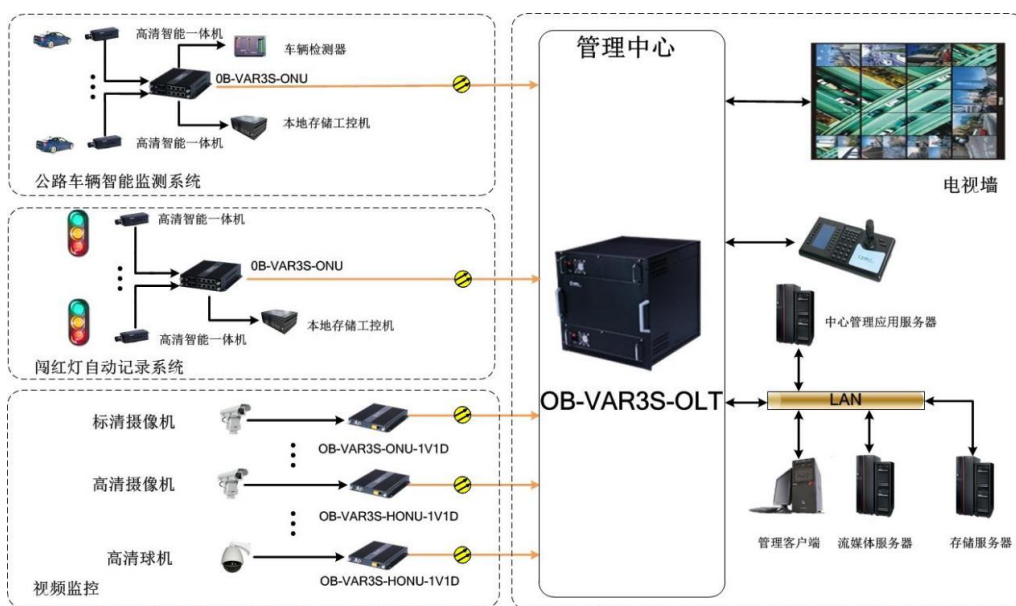 高清智能一体机
车辆检测器
0B-VAR3S-ONU
本地存储工控机
高清智能一体机
公路车辆智能监测系统
高清智能一体机
0B-VAR3S-ONU
本地存储工控机
高清智能一体机
闯红灯自动记录系统
标清摄像机
OB-VAR3S-ONU-1V1D
高清摄像机
OB-VAR3S-HONU-1V1D
高清球机
OB-VAR3S-HONU-1V1D
视频监控
管理中心
OB-VAR3S-OLT
电视墙
中心管理应用服务器
LAN
管理客户端
流媒体服务器
存储服务器